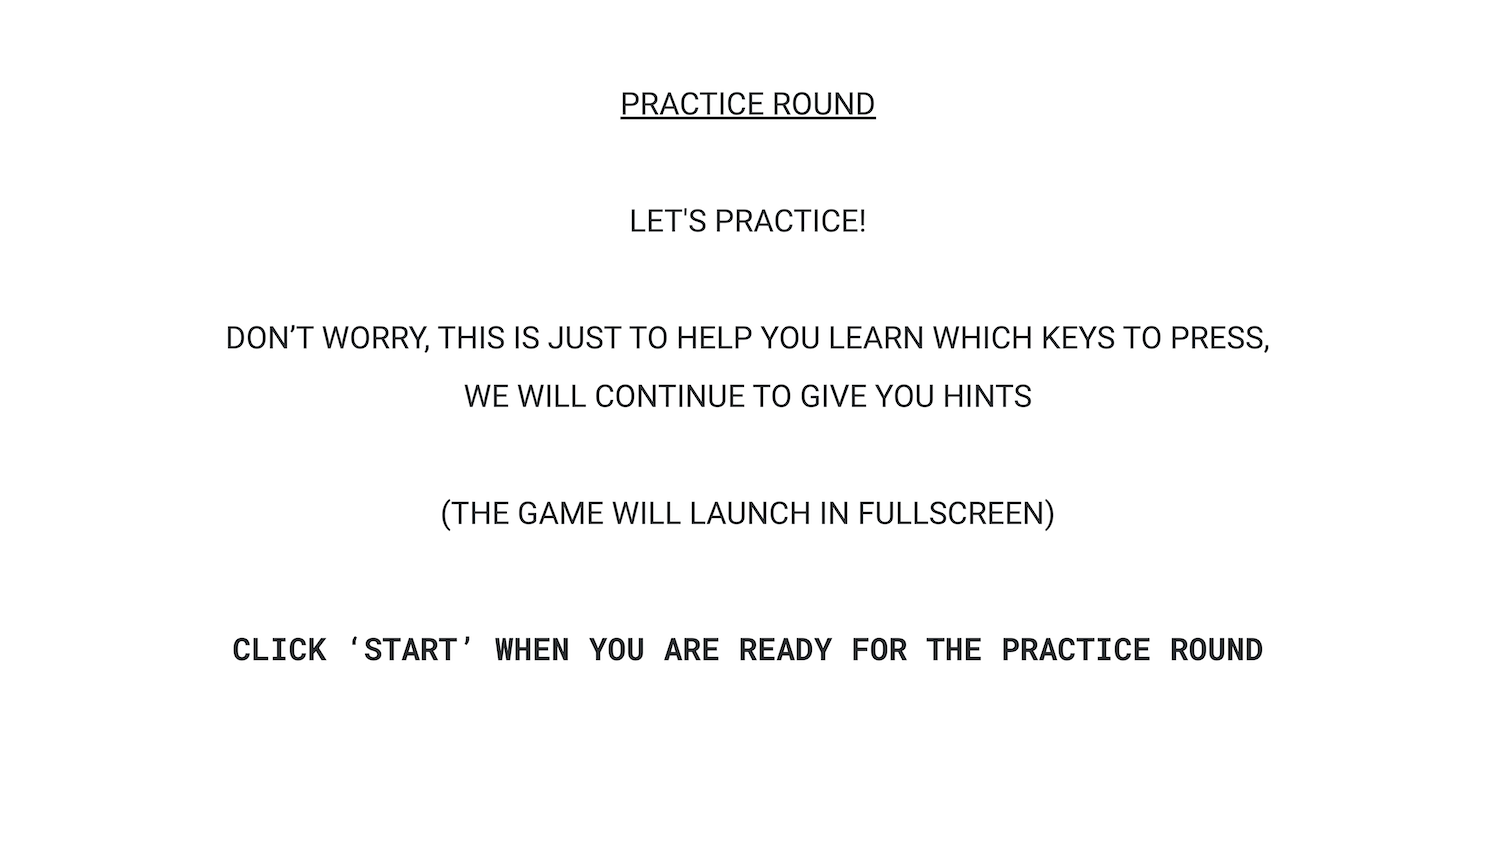 PRACTICE ROUND
LET'S PRACTICE!
DON’T WORRY, THIS IS JUST TO HELP YOU LEARN WHICH KEYS TO PRESS,
WE WILL CONTINUE TO GIVE YOU HINTS
(THE GAME WILL LAUNCH IN FULLSCREEN)
CLICK ‘START’ WHEN YOU ARE READY FOR THE PRACTICE ROUND